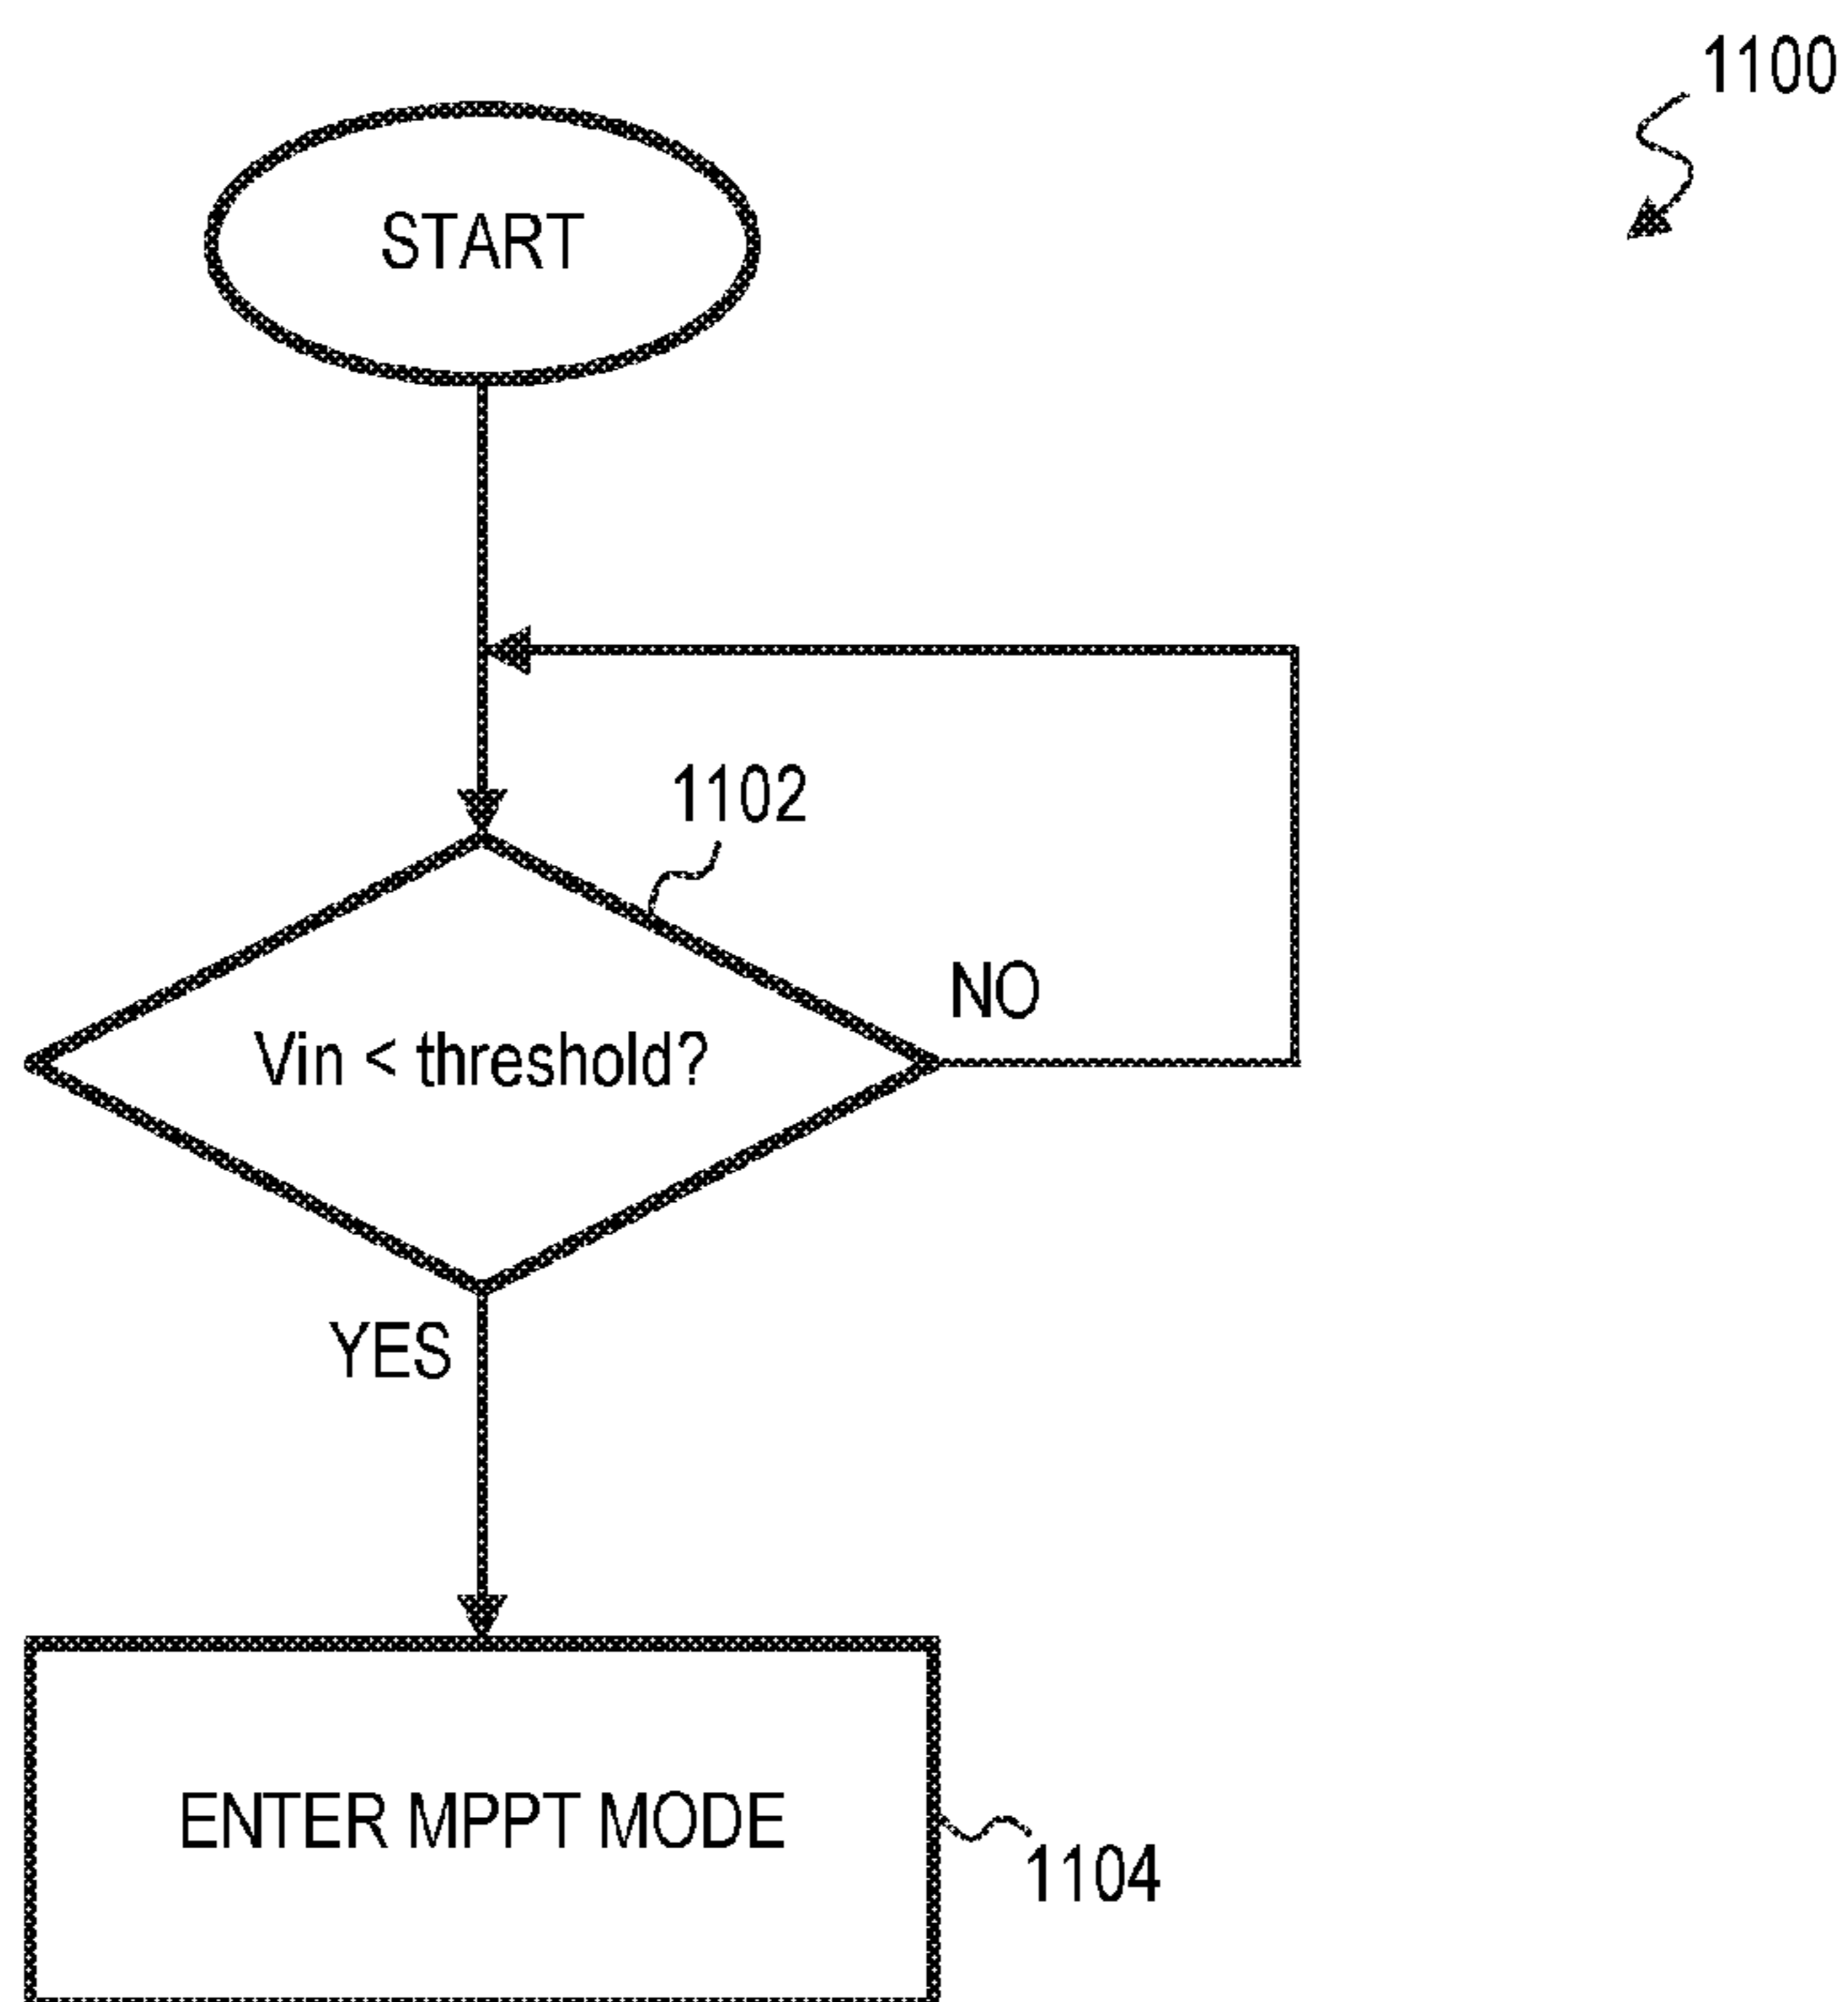 1100
START
1102
NO
Vin < threshold?
YES
ENTER MPPT MODE
1104